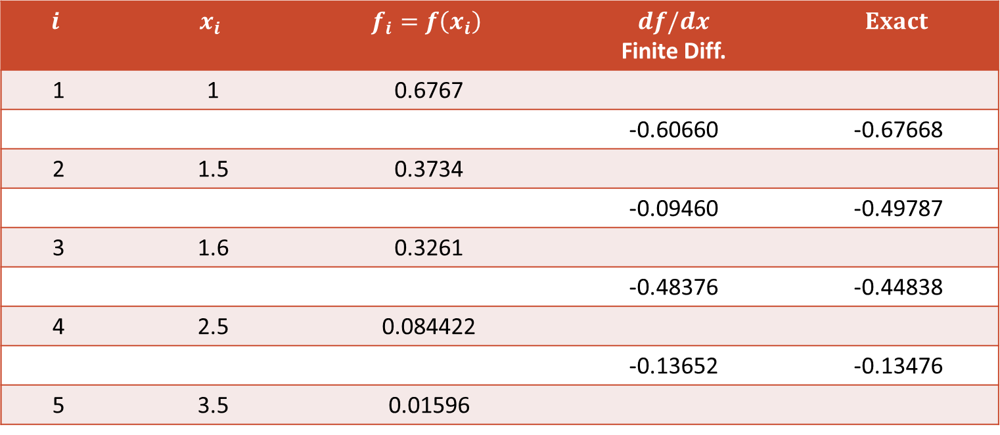 i x_i f_i = f(x_i) df/dx Exact
Finite Diff.
1 1 0.6767
-0.60660 -0.67668
2 1.5 0.3734
-0.09460 -0.49787
3 1.6 0.3261
-0.48376 -0.44838
4 2.5 0.084422
-0.13652 -0.13476
5 3.5 0.01596